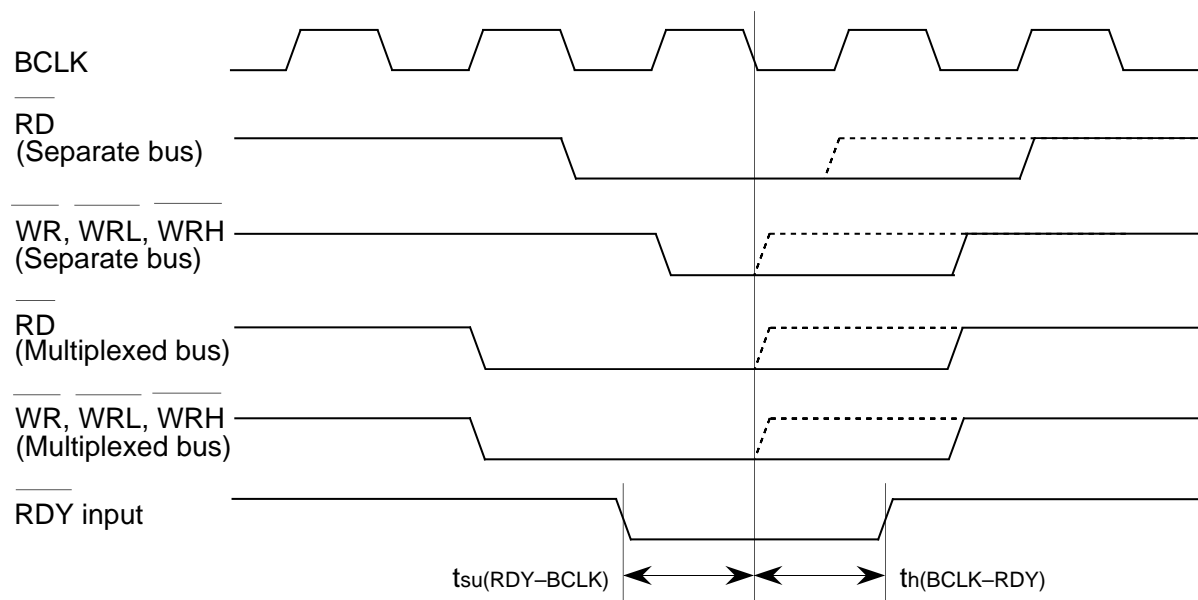 BCLK
RD
(Separate bus)
WR, WRL, WRH
(Separate bus)
RD
(Multiplexed bus)
WR, WRL, WRH
(Multiplexed bus)
RDY input
tsu(RDY–BCLK)
th(BCLK–RDY)